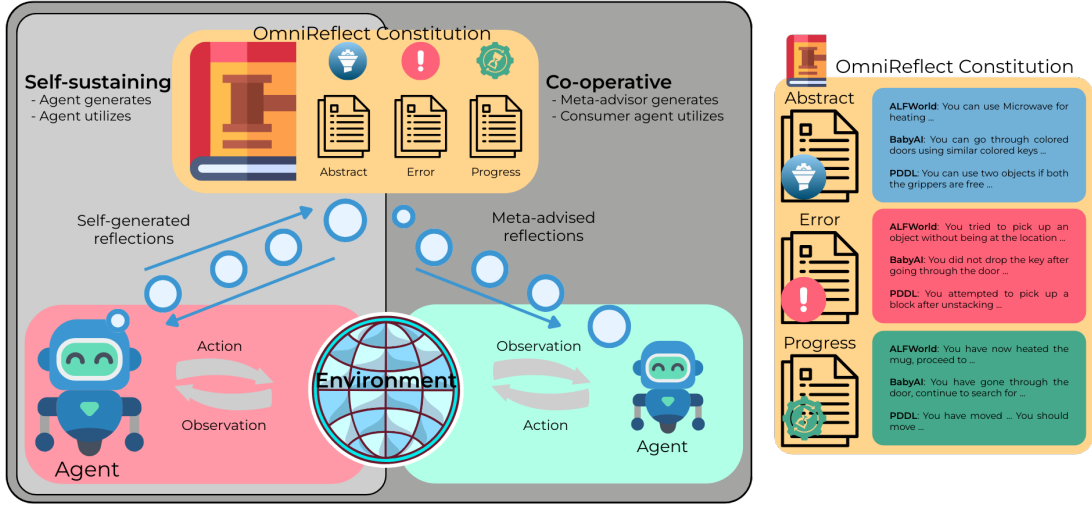 OmniReflect Constitution
Self-sustaining
- Agent generates
- Agent utilizes
Co-operative
- Meta-advisor generates
- Consumer agent utilizes
Abstract
Error
Progress
Self-generated
reflections
Meta-advised
reflections
Action
Observation
Agent
Environment
Observation
Action
Agent
OmniReflect Constitution
Abstract
ALFWorld: You can use Microwave for
heating ...
BabyAI: You can go through colored
doors using similar colored keys ...
PDDL: You can use two objects if both
the grippers are free ...
Error
ALFWorld: You tried to pick up an
object without being at the location ...
BabyAI: You did not drop the key after
going through the door ...
PDDL: You attempted to pick up a
block after unstacking ...
Progress
ALFWorld: You have now heated the
mug, proceed to ...
BabyAI: You have gone through the
door, continue to search for ...
PDDL: You have moved ... You should
move ...